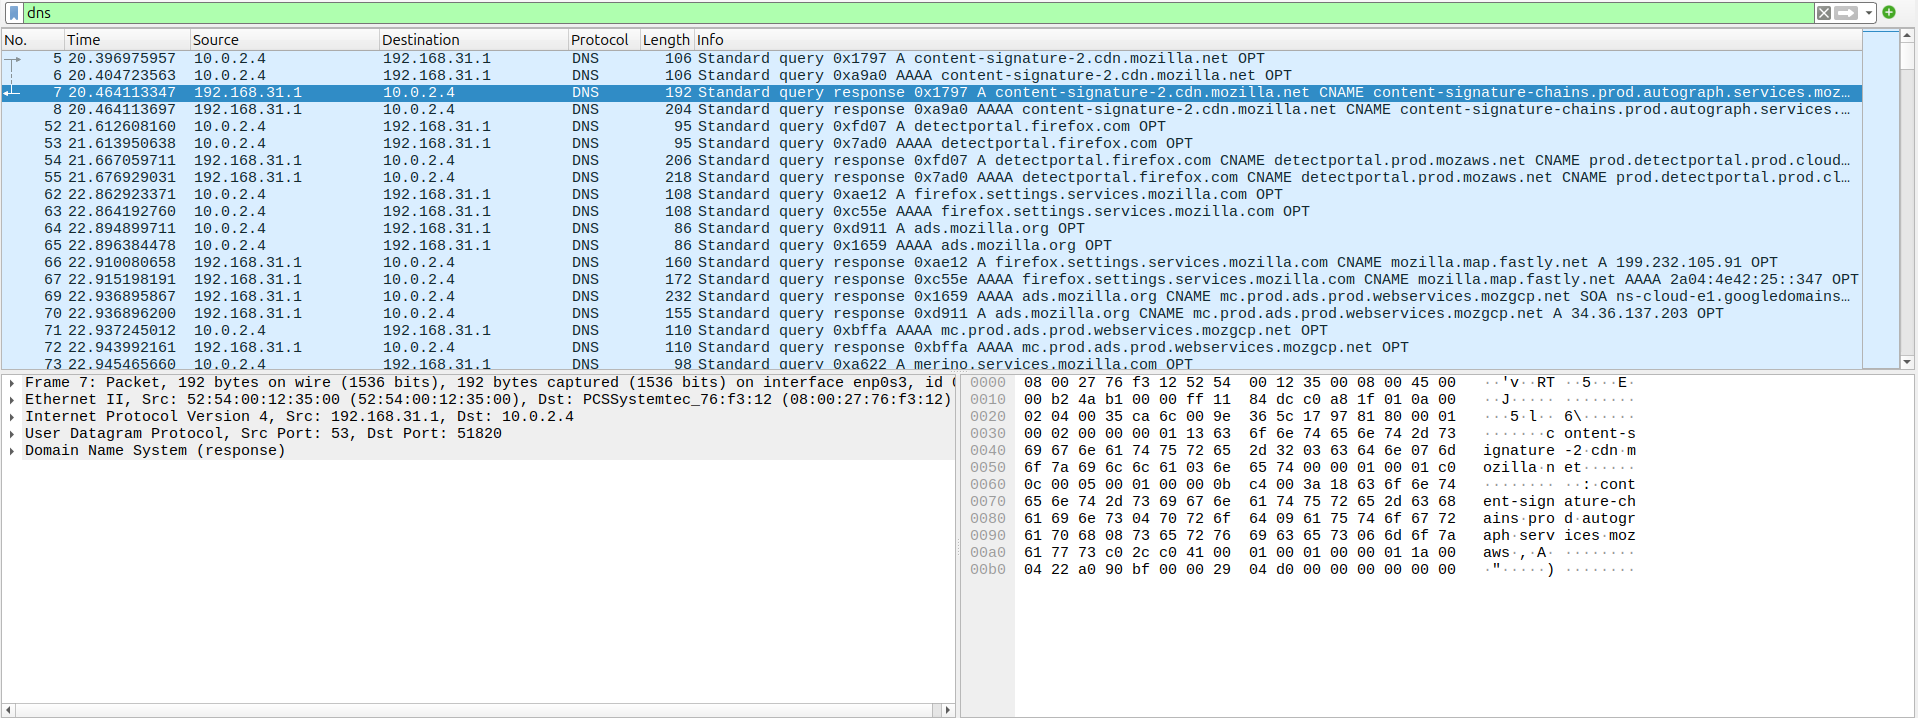 dns
No. Time Source Destination Protocol Length Info
5 20.396975957 10.0.2.4 192.168.31.1 DNS 106 Standard query 0x1797 A content-signature-2.cdn.mozilla.net OPT
6 20.404723563 10.0.2.4 192.168.31.1 DNS 106 Standard query 0xa9a0 AAAA content-signature-2.cdn.mozilla.net OPT
7 20.464113347 192.168.31.1 10.0.2.4 DNS 192 Standard query response 0x1797 A content-signature-2.cdn.mozilla.net CNAME content-signature-chains.prod.autograph.services.moz…
8 20.464113697 192.168.31.1 10.0.2.4 DNS 204 Standard query response 0xa9a0 AAAA content-signature-2.cdn.mozilla.net CNAME content-signature-chains.prod.autograph.services.…
52 21.612608160 10.0.2.4 192.168.31.1 DNS 95 Standard query 0xfd07 A detectportal.firefox.com OPT
53 21.613950638 10.0.2.4 192.168.31.1 DNS 95 Standard query 0x7ad0 AAAA detectportal.firefox.com OPT
54 21.667059711 192.168.31.1 10.0.2.4 DNS 206 Standard query response 0xfd07 A detectportal.firefox.com CNAME detectportal.prod.mozaws.net CNAME prod.detectportal.prod.cloud…
55 21.676929031 192.168.31.1 10.0.2.4 DNS 218 Standard query response 0x7ad0 AAAA detectportal.firefox.com CNAME detectportal.prod.mozaws.net CNAME prod.detectportal.prod.cl…
62 22.862923371 10.0.2.4 192.168.31.1 DNS 108 Standard query 0xae12 A firefox.settings.services.mozilla.com OPT
63 22.864192760 10.0.2.4 192.168.31.1 DNS 108 Standard query 0xc55e AAAA firefox.settings.services.mozilla.com OPT
64 22.894899711 10.0.2.4 192.168.31.1 DNS 86 Standard query 0xd911 A ads.mozilla.org OPT
65 22.896384478 10.0.2.4 192.168.31.1 DNS 86 Standard query 0x1659 AAAA ads.mozilla.org OPT
66 22.910080658 192.168.31.1 10.0.2.4 DNS 160 Standard query response 0xae12 A firefox.settings.services.mozilla.com CNAME mozilla.map.fastly.net A 199.232.105.91 OPT
67 22.915198191 192.168.31.1 10.0.2.4 DNS 172 Standard query response 0xc55e AAAA firefox.settings.services.mozilla.com CNAME mozilla.map.fastly.net AAAA 2a04:4e42:25::347 OPT
69 22.936895867 192.168.31.1 10.0.2.4 DNS 232 Standard query response 0x1659 AAAA ads.mozilla.org CNAME mc.prod.ads.prod.webservices.mozgcp.net SOA ns-cloud-e1.googledomains…
70 22.936896200 192.168.31.1 10.0.2.4 DNS 155 Standard query response 0xd911 A ads.mozilla.org CNAME mc.prod.ads.prod.webservices.mozgcp.net A 34.36.137.203 OPT
71 22.937245012 10.0.2.4 192.168.31.1 DNS 110 Standard query 0xbffa AAAA mc.prod.ads.prod.webservices.mozgcp.net OPT
72 22.943992161 192.168.31.1 10.0.2.4 DNS 110 Standard query response 0xbffa AAAA mc.prod.ads.prod.webservices.mozgcp.net OPT
73 22.945465660 10.0.2.4 192.168.31.1 DNS 98 Standard query 0xa622 A merino.services.mozilla.com OPT
Frame 7: Packet, 192 bytes on wire (1536 bits), 192 bytes captured (1536 bits) on interface enp0s3, id
Ethernet II, Src: 52:54:00:12:35:00 (52:54:00:12:35:00), Dst: PCSSystemtec_76:f3:12 (08:00:27:76:f3:12)
Internet Protocol Version 4, Src: 192.168.31.1, Dst: 10.0.2.4
User Datagram Protocol, Src Port: 53, Dst Port: 51820
Domain Name System (response)
0000 08 00 27 76 f3 12 52 54 00 12 35 00 08 00 45 00 ··'v··RT ··5···E·
0010 00 b2 4a b1 00 00 ff 11 84 dc c0 a8 1f 01 0a 00 ··J····· ········
0020 02 04 00 35 ca 6c 00 9e 36 5c 17 97 81 80 00 01 ···5·l·· 6\······
0030 00 02 00 00 00 01 13 63 6f 6e 74 65 6e 74 2d 73 ·······c ontent-s
0040 69 67 6e 61 74 75 72 65 2d 32 03 63 64 6e 07 6d ignature -2·cdn·m
0050 6f 7a 69 6c 6c 61 03 6e 65 74 00 00 01 00 01 c0 ozilla·n et······
0060 0c 00 05 00 01 00 00 0b c4 00 3a 18 63 6f 6e 74 ········ ··:·cont
0070 65 6e 74 2d 73 69 67 6e 61 74 75 72 65 2d 63 68 ent-sign ature-ch
0080 61 69 6e 73 04 70 72 6f 64 09 61 75 74 6f 67 72 ains·pro d·autogr
0090 61 70 68 08 73 65 72 76 69 63 65 73 06 6d 6f 7a aph·serv ices·moz
00a0 61 77 73 c0 2c c0 41 00 01 00 01 00 00 01 1a 00 aws·,·A· ········
00b0 04 22 a0 90 bf 00 00 29 04 d0 00 00 00 00 00 00 ·"·····) ········